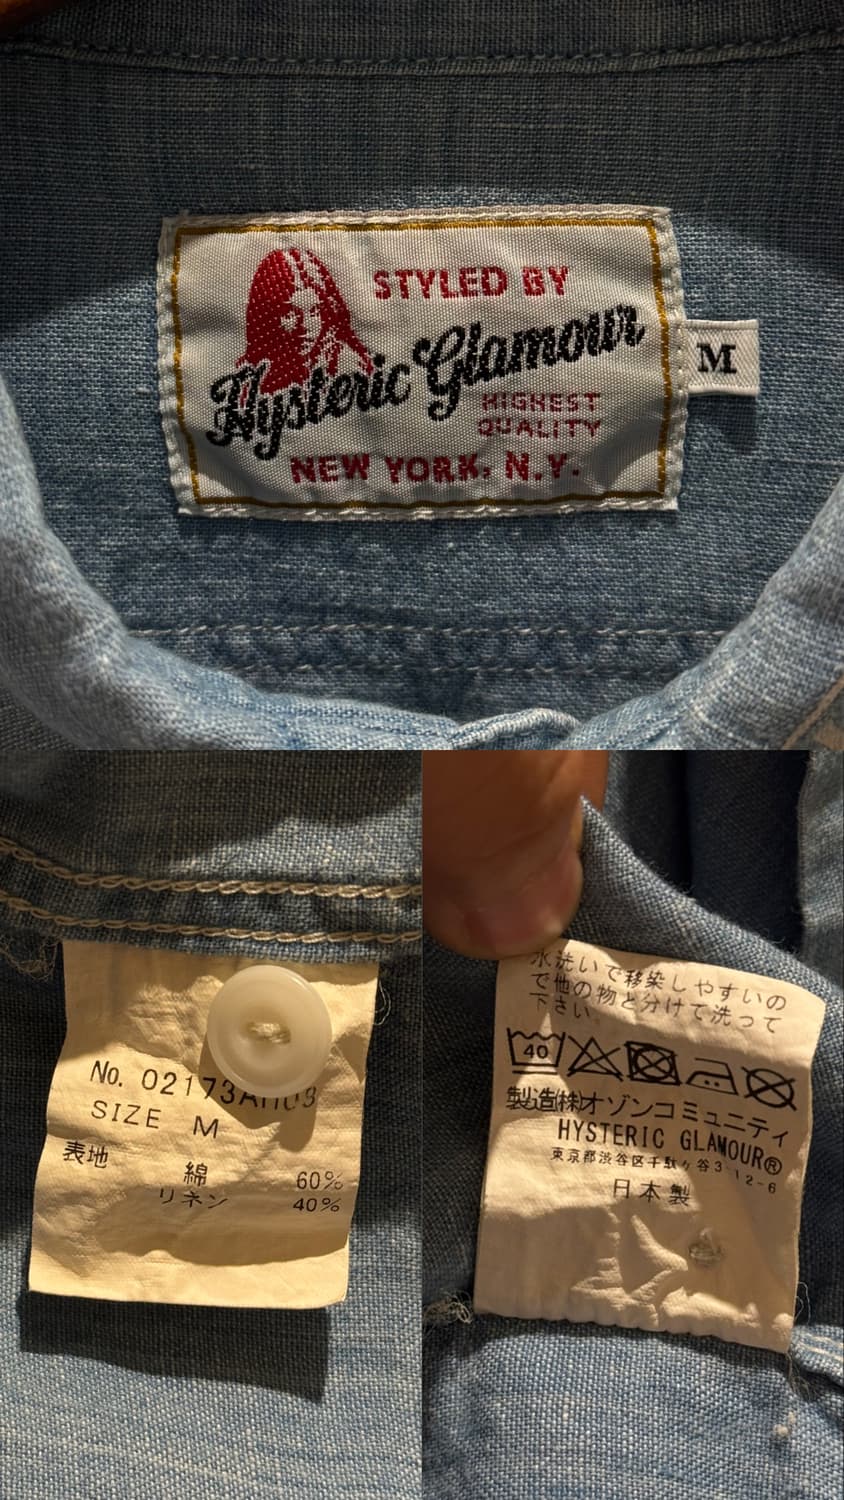 STYLED BY
Hysteric Glamour
HIGHEST
QUALITY
NEW YORK, N.Y.
M
No. 02173AH09
SIZE M
表地
綿 60%
リネン 40%
水洗いで移染しやすいの
で他の物と分けて洗って
下さい
40
製造㈱オゾンコミュニティ
HYSTERIC GLAMOUR®
東京都渋谷区千駄ヶ谷3-12-6
日本製